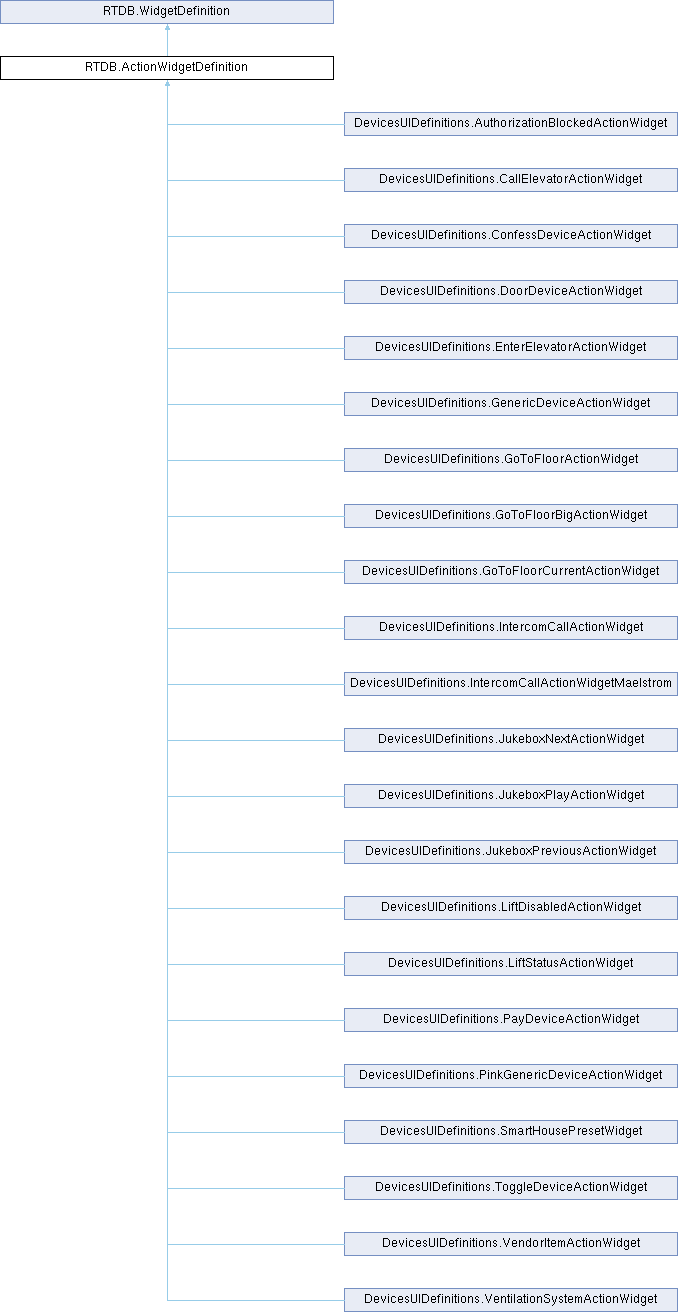 RTDB.WidgetDefinition
RTDB.ActionWidgetDefinition
DevicesUIDefinitions.AuthorizationBlockedActionWidget
DevicesUIDefinitions.CallElevatorActionWidget
DevicesUIDefinitions.ConfessDeviceActionWidget
DevicesUIDefinitions.DoorDeviceActionWidget
DevicesUIDefinitions.EnterElevatorActionWidget
DevicesUIDefinitions.GenericDeviceActionWidget
DevicesUIDefinitions.GoToFloorActionWidget
DevicesUIDefinitions.GoToFloorBigActionWidget
DevicesUIDefinitions.GoToFloorCurrentActionWidget
DevicesUIDefinitions.IntercomCallActionWidget
DevicesUIDefinitions.IntercomCallActionWidgetMaelstrom
DevicesUIDefinitions.JukeboxNextActionWidget
DevicesUIDefinitions.JukeboxPlayActionWidget
DevicesUIDefinitions.JukeboxPreviousActionWidget
DevicesUIDefinitions.LiftDisabledActionWidget
DevicesUIDefinitions.LiftStatusActionWidget
DevicesUIDefinitions.PayDeviceActionWidget
DevicesUIDefinitions.PinkGenericDeviceActionWidget
DevicesUIDefinitions.SmartHousePresetWidget
DevicesUIDefinitions.ToggleDeviceActionWidget
DevicesUIDefinitions.VendorItemActionWidget
DevicesUIDefinitions.VentilationSystemActionWidget